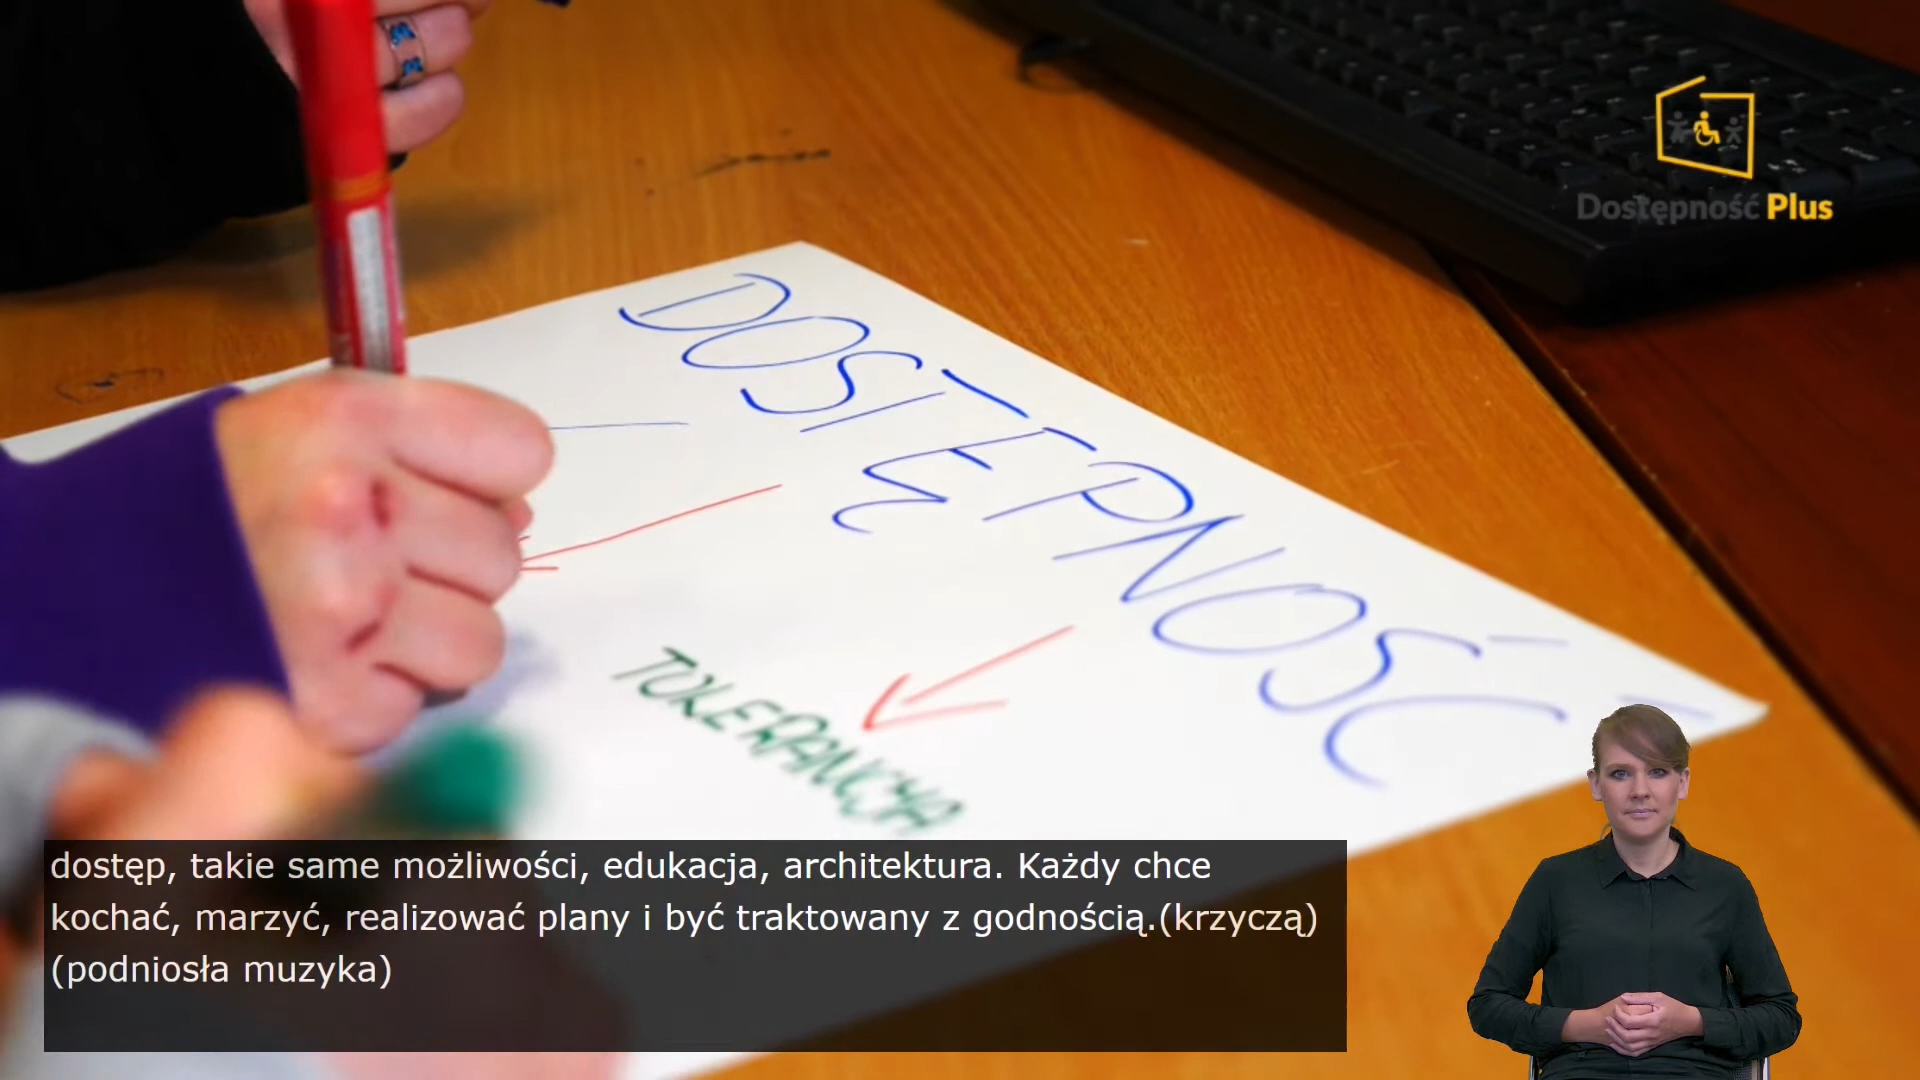 Dostępność Plus
DOSTĘPNOŚĆ
TOLERANCYA
dostęp, takie same możliwości, edukacja, architektura. Każdy chce
kochać, marzyć, realizować plany i być traktowany z godnością.(krzyczą)
(podniosła muzyka)